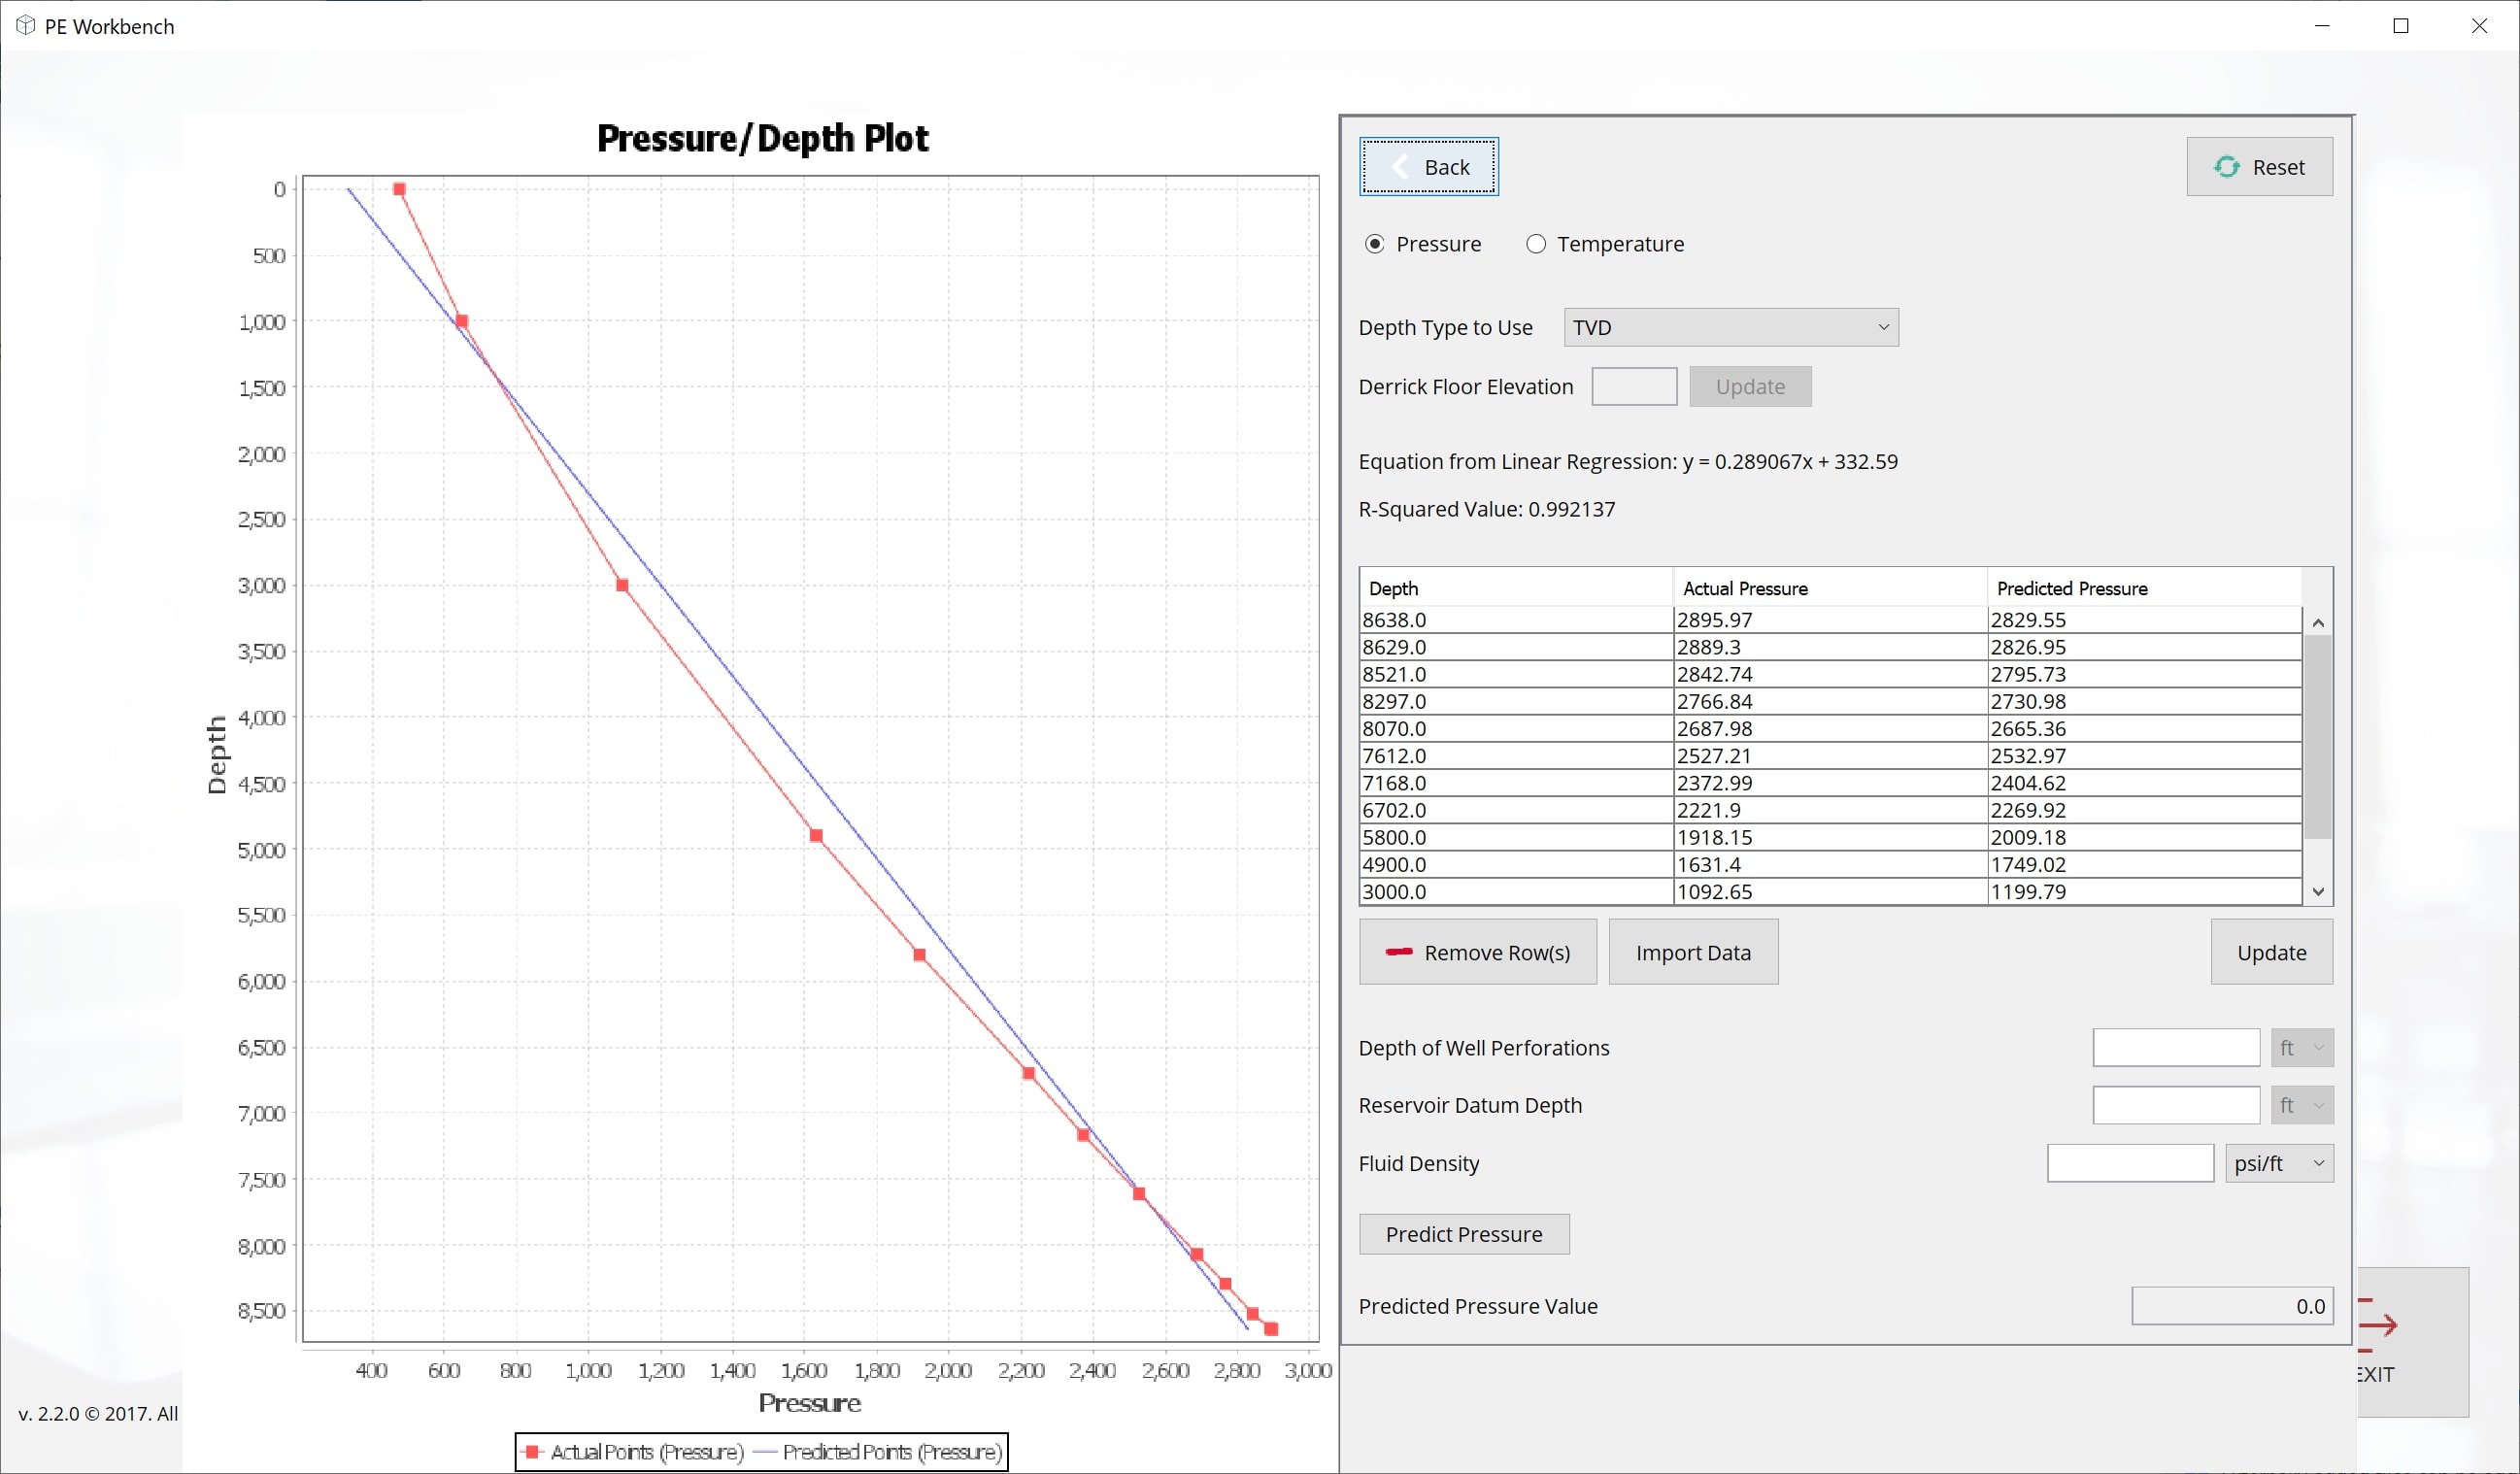 PE Workbench
Pressure/Depth Plot
0
500
1,000
1,500
2,000
2,500
3,000
3,500
4,000
4,500
5,000
5,500
6,000
6,500
7,000
7,500
8,000
8,500
Depth
400 600 800 1,000 1,200 1,400 1,600 1,800 2,000 2,200 2,400 2,600 2,800 3,000
Pressure
Actual Points (Pressure) Predicted Points (Pressure)
Back Reset
Pressure Temperature
Depth Type to Use TVD
Derrick Floor Elevation Update
Equation from Linear Regression: y = 0.289067x + 332.59
R-Squared Value: 0.992137
Depth Actual Pressure Predicted Pressure
8638.0 2895.97 2829.55
8629.0 2889.3 2826.95
8521.0 2842.74 2795.73
8297.0 2766.84 2730.98
8070.0 2687.98 2665.36
7612.0 2527.21 2532.97
7168.0 2372.99 2404.62
6702.0 2221.9 2269.92
5800.0 1918.15 2009.18
4900.0 1631.4 1749.02
3000.0 1092.65 1199.79
Remove Row(s) Import Data Update
Depth of Well Perforations ft
Reservoir Datum Depth ft
Fluid Density psi/ft
Predict Pressure
Predicted Pressure Value 0.0
EXIT
v. 2.2.0 © 2017. All